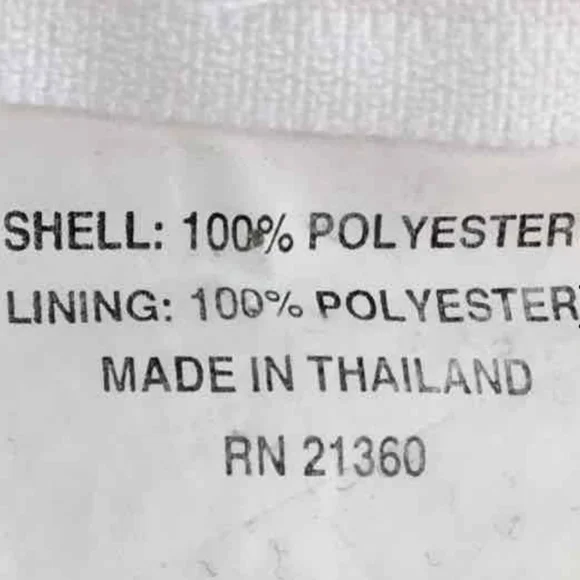 SHELL: 100% POLYESTER
LINING: 100% POLYESTER
MADE IN THAILAND
RN 21360